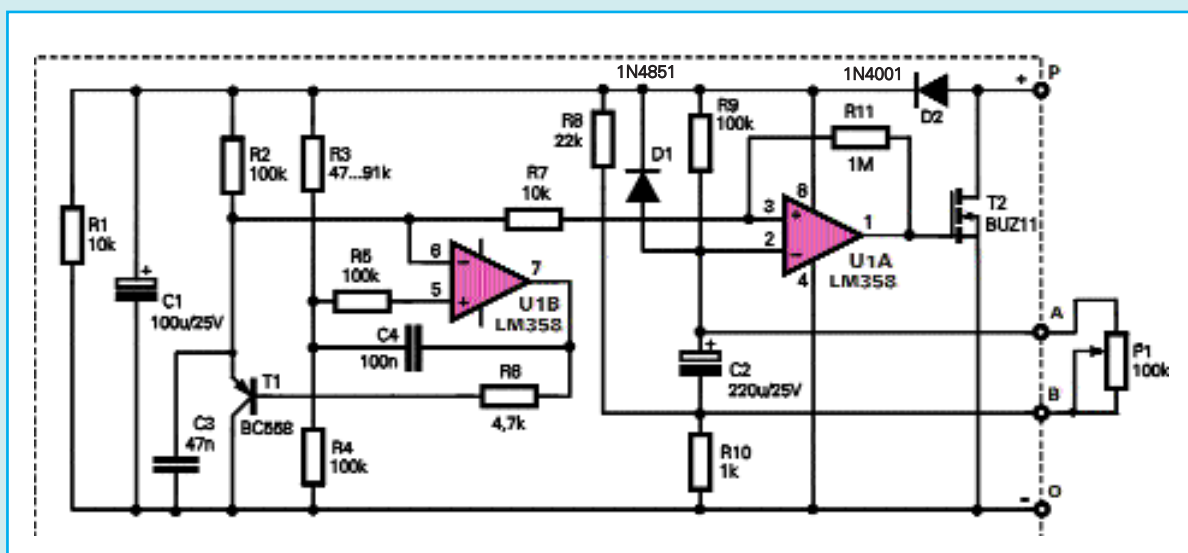 1N4851
1N4001
P
+
R9
100k
R11
R8
22k
D2
R2
100k
R3
47...91k
D1
1M
R7
10k
8
T2
BUZ11
R1
10k
3
+
1
2
-
6
-
7
R5
100k
U1A
LM358
4
5
+
U1B
LM358
+
C1
100u/25V
A
C4
100n
+
C2
220u/25V
P1
100k
T1
R6
B
BC558
4,7k
C3
47n
R4
100k
R10
1k
-
O